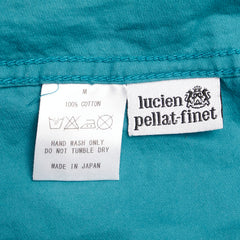 M
100% COTTON
HAND WASH ONLY
DO NOT TUMBLE DRY
MADE IN JAPAN
lucien
pellat-finet